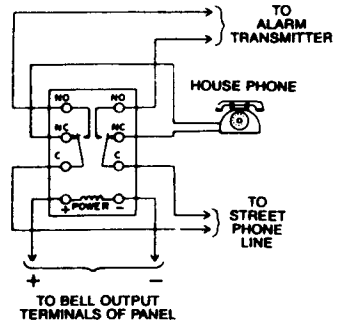 TO
ALARM
TRANSMITTER
HOUSE PHONE
NO NO
NC NC
C C
+ POWER −
TO
STREET
PHONE
LINE
+ −
TO BELL OUTPUT
TERMINALS OF PANEL